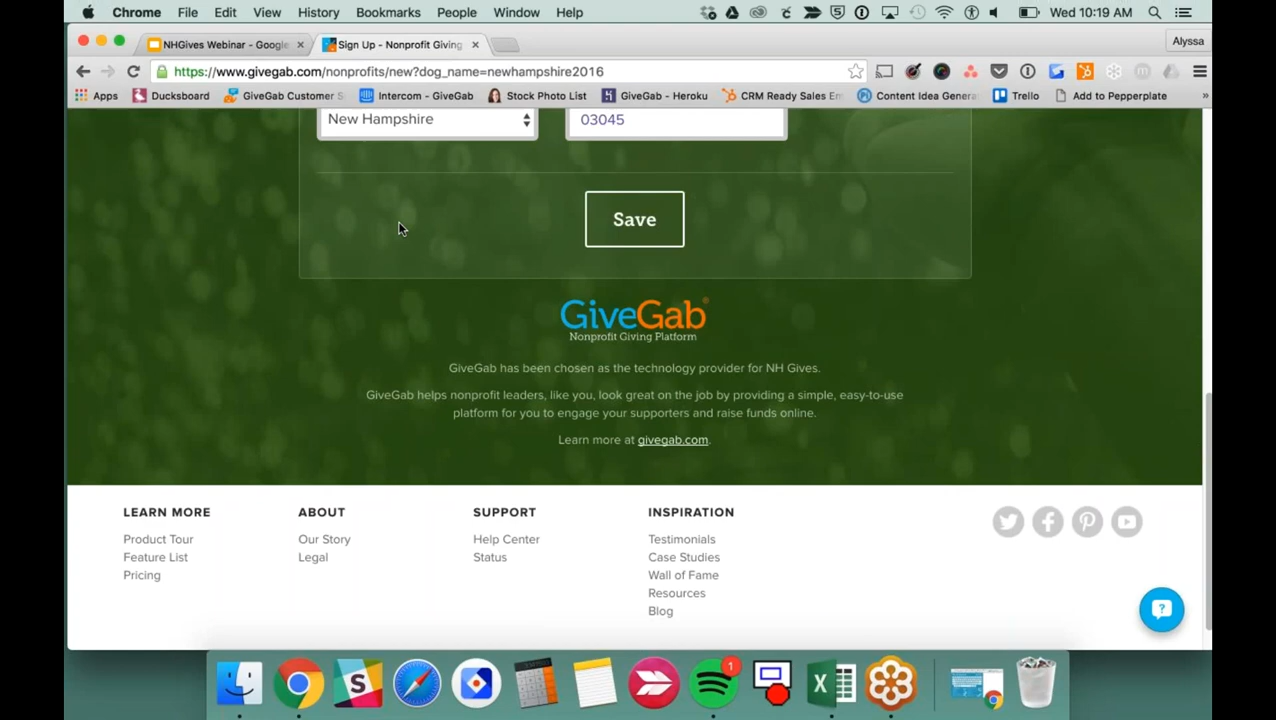 Chrome File Edit View History Bookmarks People Window Help Wed 10:19 AM
NHGives Webinar - Google Sign Up - Nonprofit Giving Alyssa
https://www.givegab.com/nonprofits/new?dog_name=newhampshire2016
Apps Ducksboard GiveGab Customer S Intercom - GiveGab Stock Photo List GiveGab - Heroku CRM Ready Sales Em Content Idea Genera Trello Add to Pepperplate »
New Hampshire 03045
Save
GiveGab®
Nonprofit Giving Platform
GiveGab has been chosen as the technology provider for NH Gives.
GiveGab helps nonprofit leaders, like you, look great on the job by providing a simple, easy-to-use
platform for you to engage your supporters and raise funds online.
Learn more at givegab.com.
LEARN MORE ABOUT SUPPORT INSPIRATION
Product Tour Our Story Help Center Testimonials
Feature List Legal Status Case Studies
Pricing Wall of Fame
Resources
Blog
1